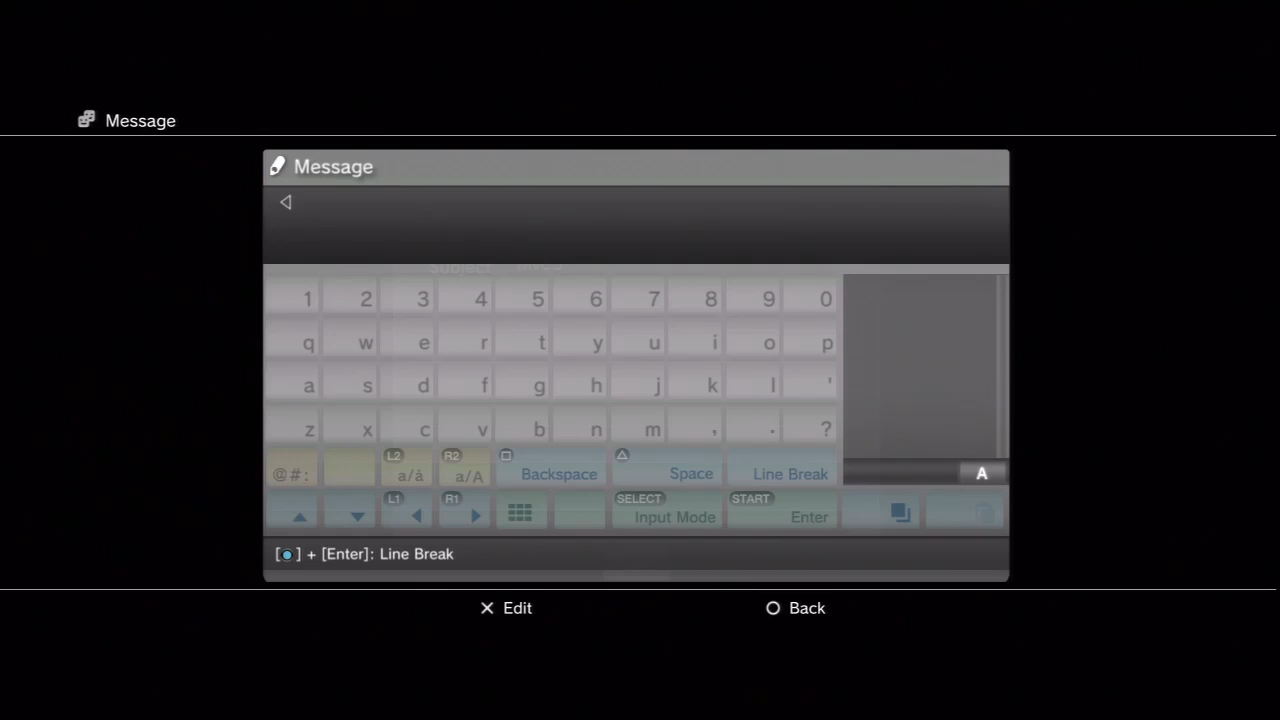 Message
Message
Subject
1 2 3 4 5 6 7 8 9 0
q w e r t y u i o p
a s d f g h j k l '
z x c v b n m , . ?
@#: L2 a/â R2 a/A Backspace Space Line Break
A
L1 R1 SELECT Input Mode START Enter
[ ] + [Enter]: Line Break
Edit Back